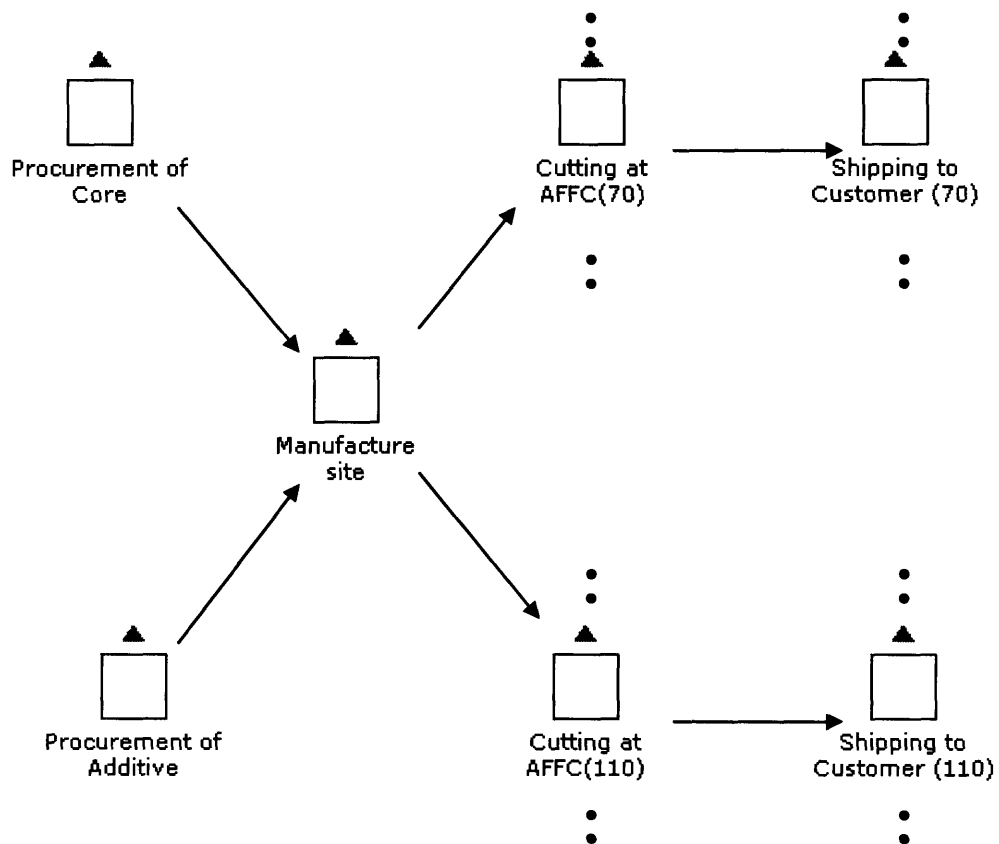 Procurement of
Core
Cutting at
AFFC(70)
Shipping to
Customer (70)
Manufacture
site
Procurement of
Additive
Cutting at
AFFC(110)
Shipping to
Customer (110)